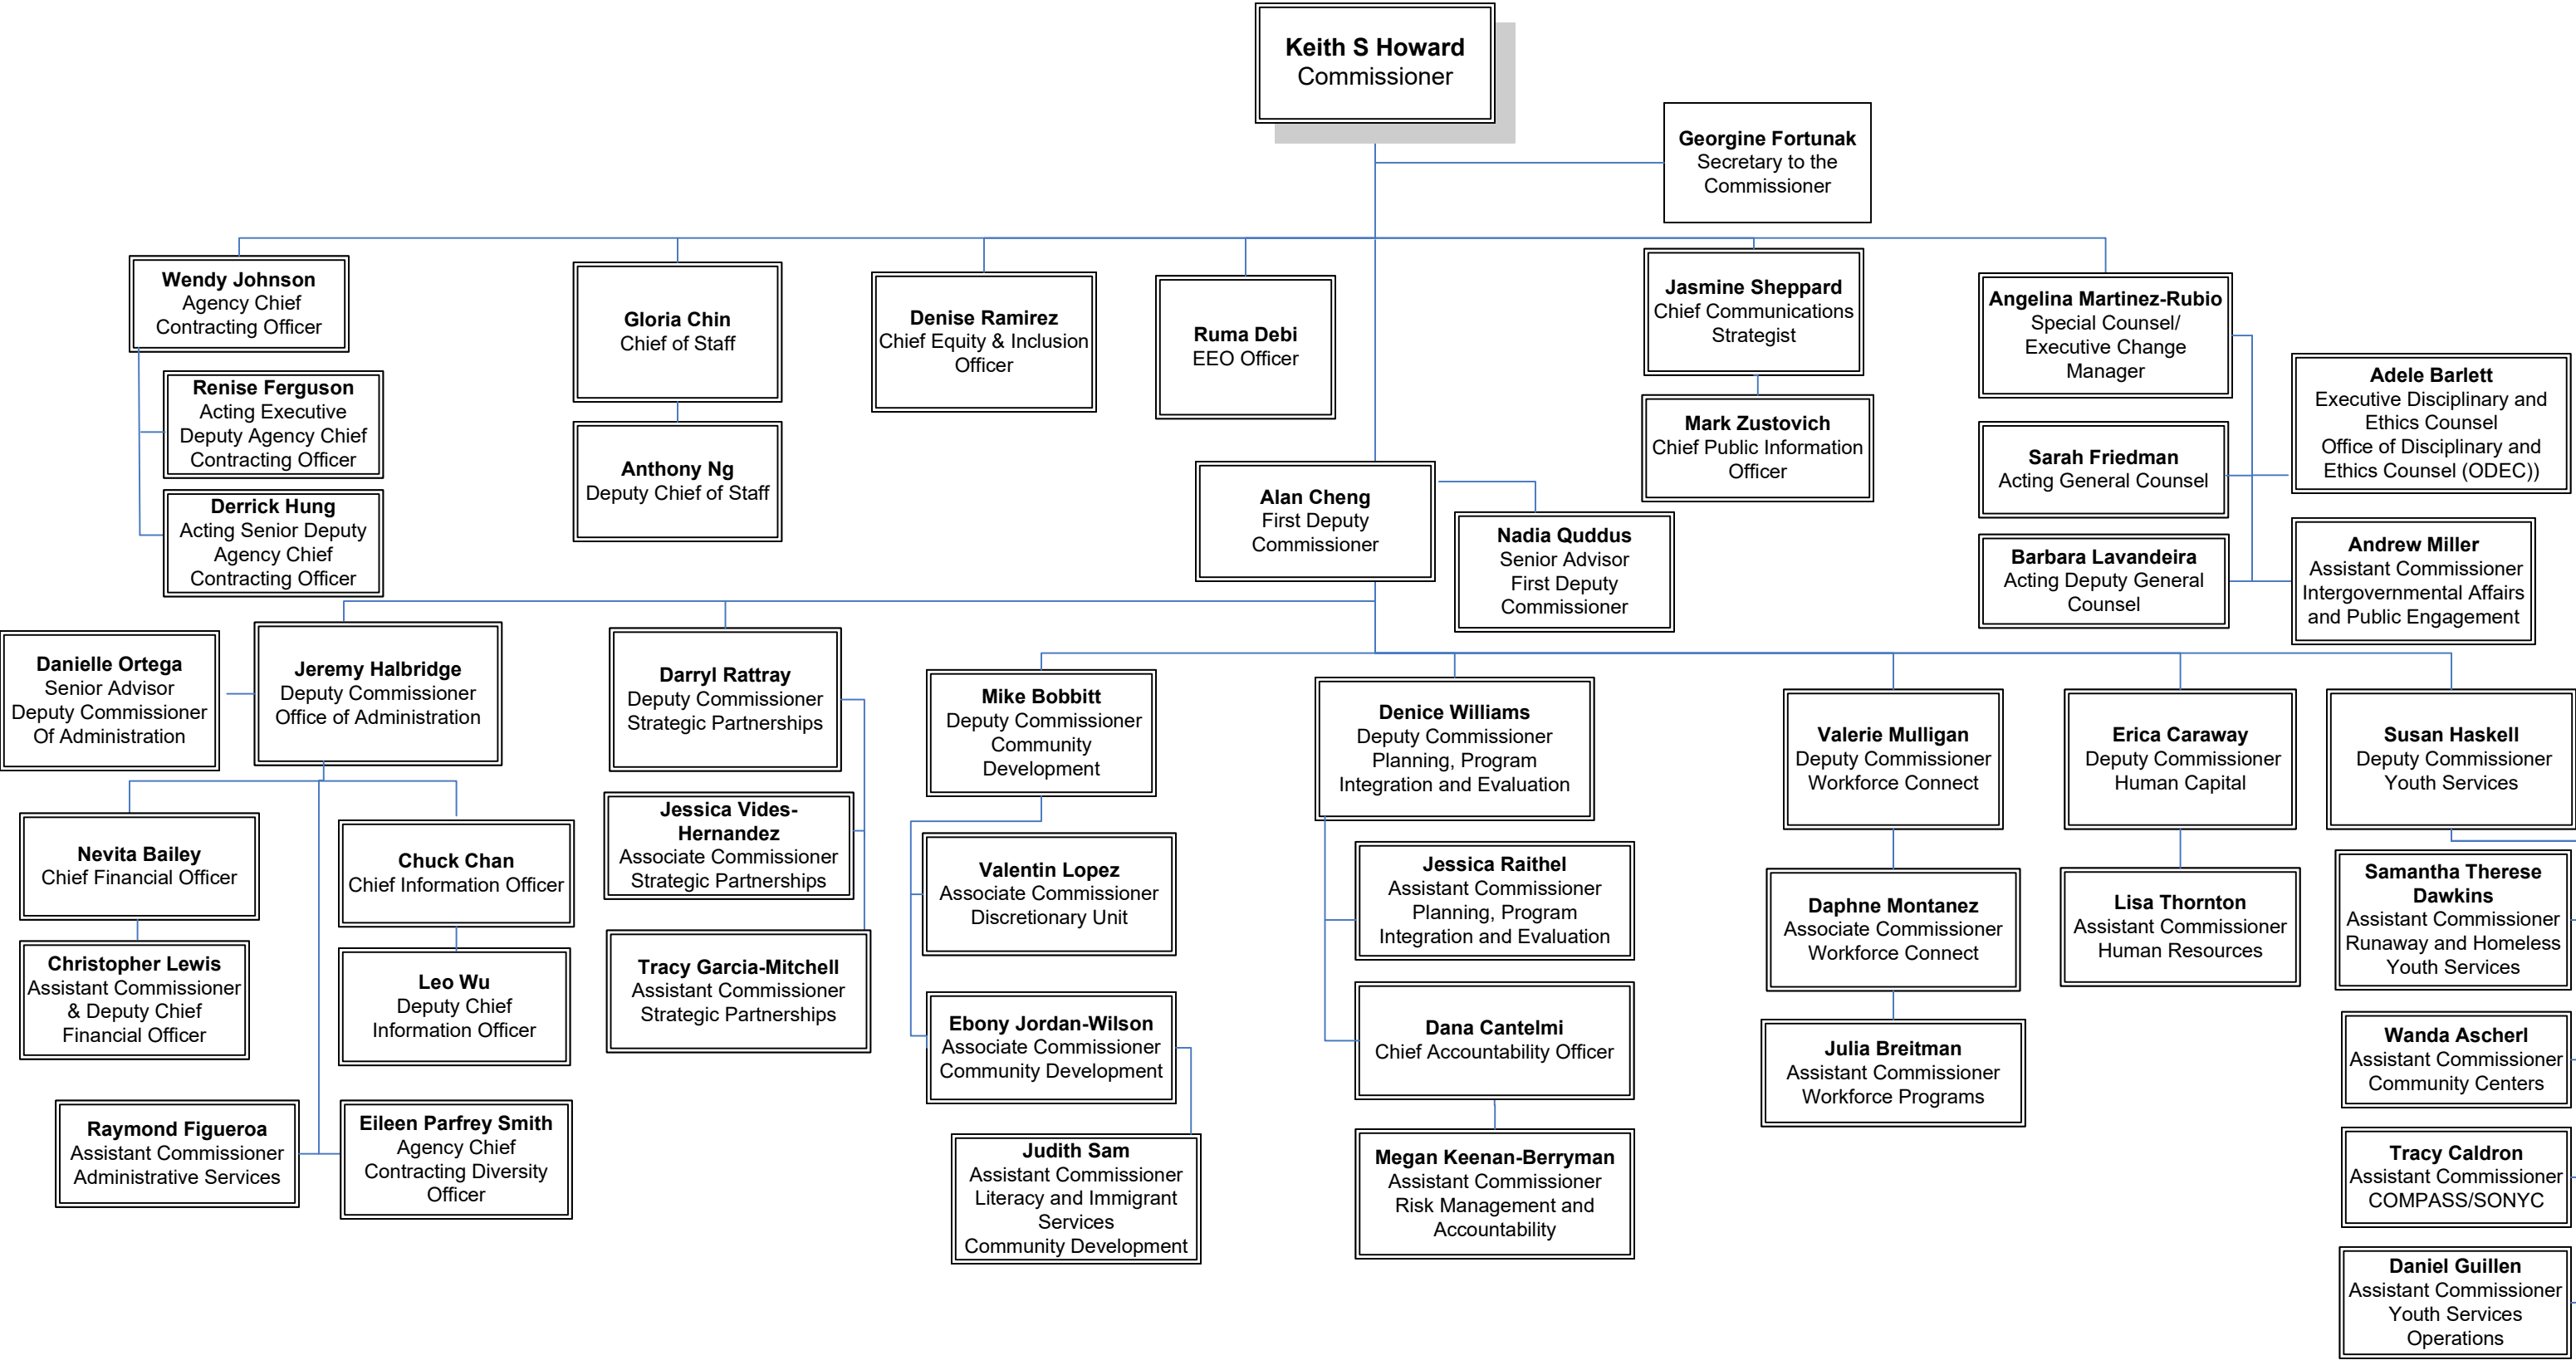 Keith S Howard
Commissioner
Georgine Fortunak
Secretary to the
Commissioner
Wendy Johnson
Agency Chief
Contracting Officer
Renise Ferguson
Acting Executive
Deputy Agency Chief
Contracting Officer
Derrick Hung
Acting Senior Deputy
Agency Chief
Contracting Officer
Gloria Chin
Chief of Staff
Anthony Ng
Deputy Chief of Staff
Denise Ramirez
Chief Equity & Inclusion
Officer
Ruma Debi
EEO Officer
Jasmine Sheppard
Chief Communications
Strategist
Mark Zustovich
Chief Public Information
Officer
Angelina Martinez-Rubio
Special Counsel/
Executive Change
Manager
Sarah Friedman
Acting General Counsel
Barbara Lavandeira
Acting Deputy General
Counsel
Adele Barlett
Executive Disciplinary and
Ethics Counsel
Office of Disciplinary and
Ethics Counsel (ODEC))
Andrew Miller
Assistant Commissioner
Intergovernmental Affairs
and Public Engagement
Alan Cheng
First Deputy
Commissioner
Nadia Quddus
Senior Advisor
First Deputy
Commissioner
Danielle Ortega
Senior Advisor
Deputy Commissioner
Of Administration
Jeremy Halbridge
Deputy Commissioner
Office of Administration
Nevita Bailey
Chief Financial Officer
Christopher Lewis
Assistant Commissioner
& Deputy Chief
Financial Officer
Chuck Chan
Chief Information Officer
Leo Wu
Deputy Chief
Information Officer
Raymond Figueroa
Assistant Commissioner
Administrative Services
Eileen Parfrey Smith
Agency Chief
Contracting Diversity
Officer
Darryl Rattray
Deputy Commissioner
Strategic Partnerships
Jessica Vides-
Hernandez
Associate Commissioner
Strategic Partnerships
Tracy Garcia-Mitchell
Assistant Commissioner
Strategic Partnerships
Mike Bobbitt
Deputy Commissioner
Community
Development
Valentin Lopez
Associate Commissioner
Discretionary Unit
Ebony Jordan-Wilson
Associate Commissioner
Community Development
Judith Sam
Assistant Commissioner
Literacy and Immigrant
Services
Community Development
Denice Williams
Deputy Commissioner
Planning, Program
Integration and Evaluation
Jessica Raithel
Assistant Commissioner
Planning, Program
Integration and Evaluation
Dana Cantelmi
Chief Accountability Officer
Megan Keenan-Berryman
Assistant Commissioner
Risk Management and
Accountability
Valerie Mulligan
Deputy Commissioner
Workforce Connect
Daphne Montanez
Associate Commissioner
Workforce Connect
Julia Breitman
Assistant Commissioner
Workforce Programs
Erica Caraway
Deputy Commissioner
Human Capital
Lisa Thornton
Assistant Commissioner
Human Resources
Susan Haskell
Deputy Commissioner
Youth Services
Samantha Therese
Dawkins
Assistant Commissioner
Runaway and Homeless
Youth Services
Wanda Ascherl
Assistant Commissioner
Community Centers
Tracy Caldron
Assistant Commissioner
COMPASS/SONYC
Daniel Guillen
Assistant Commissioner
Youth Services
Operations